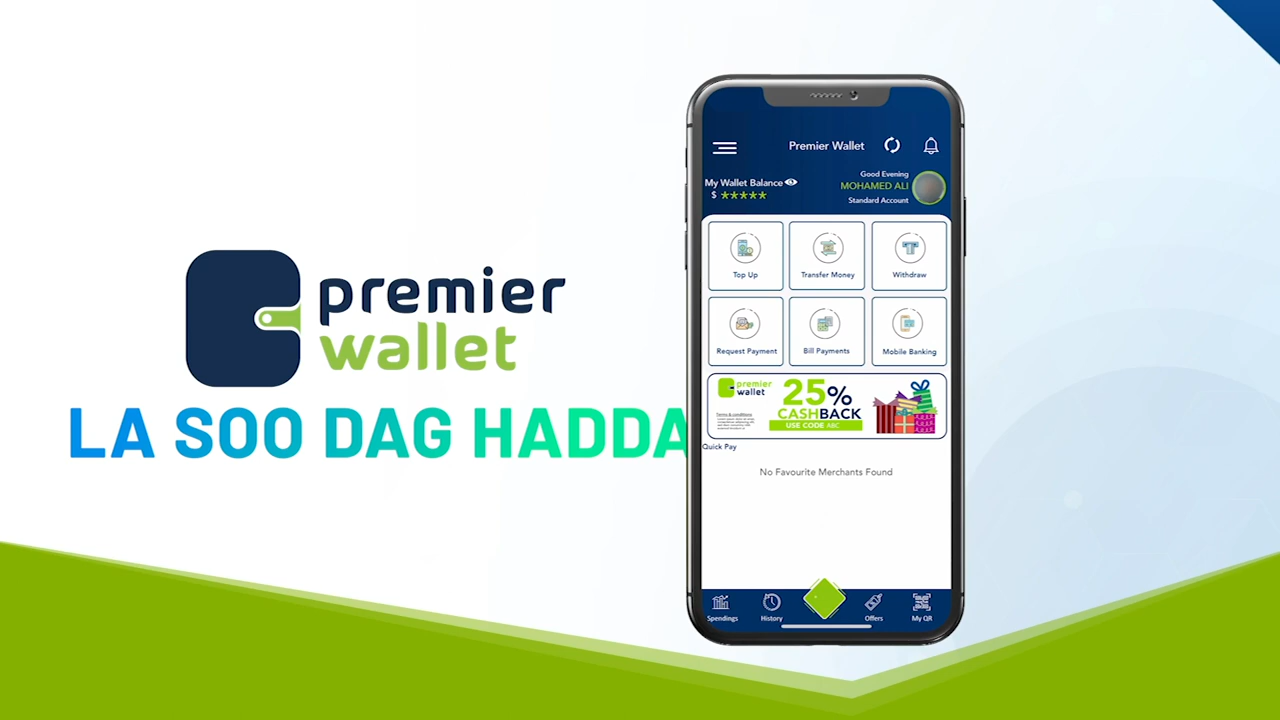 premier
wallet
LA SOO DAG HADDA
Premier Wallet
Good Evening
My Wallet Balance
MOHAMED ALI
$ *****
Standard Account
Top Up
Transfer Money
Withdraw
Request Payment
Bill Payments
Mobile Banking
premier
wallet
25%
CASHBACK
USE CODE ABC
Terms & conditions
Quick Pay
No Favourite Merchants Found
Spendings
History
Offers
My QR